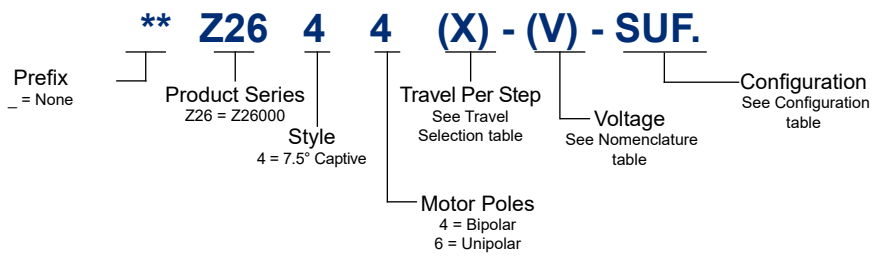 ** Z26 4 4 (X) - (V) - SUF.
Prefix
_ = None
Product Series
Z26 = Z26000
Style
4 = 7.5° Captive
Motor Poles
4 = Bipolar
6 = Unipolar
Travel Per Step
See Travel
Selection table
Voltage
See Nomenclature
table
Configuration
See Configuration
table